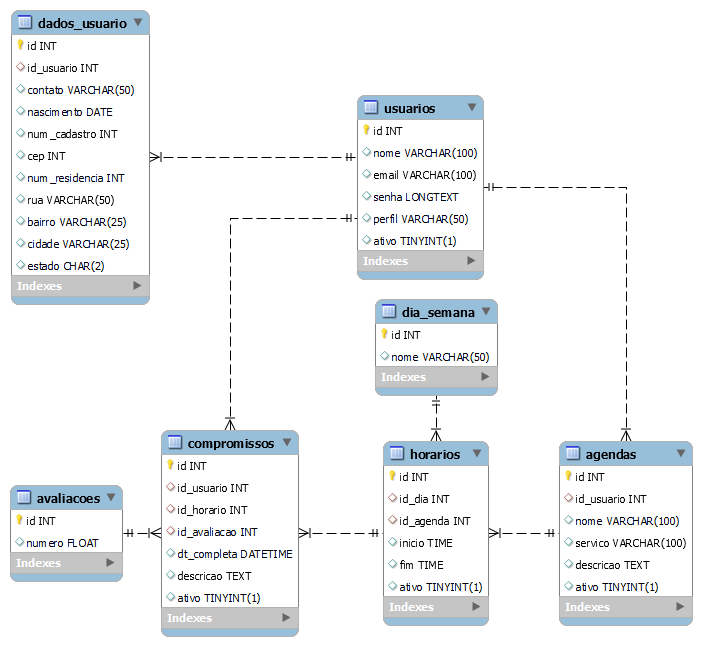 dados_usuario
id INT
id_usuario INT
contato VARCHAR(50)
nascimento DATE
num_cadastro INT
cep INT
num_residencia INT
rua VARCHAR(50)
bairro VARCHAR(25)
cidade VARCHAR(25)
estado CHAR(2)
Indexes
usuarios
id INT
nome VARCHAR(100)
email VARCHAR(100)
senha LONGTEXT
perfil VARCHAR(50)
ativo TINYINT(1)
Indexes
dia_semana
id INT
nome VARCHAR(50)
Indexes
avaliacoes
id INT
numero FLOAT
Indexes
compromissos
id INT
id_usuario INT
id_horario INT
id_avaliacao INT
dt_completa DATETIME
descricao TEXT
ativo TINYINT(1)
Indexes
horarios
id INT
id_dia INT
id_agenda INT
inicio TIME
fim TIME
ativo TINYINT(1)
Indexes
agendas
id INT
id_usuario INT
nome VARCHAR(100)
servico VARCHAR(100)
descricao TEXT
ativo TINYINT(1)
Indexes